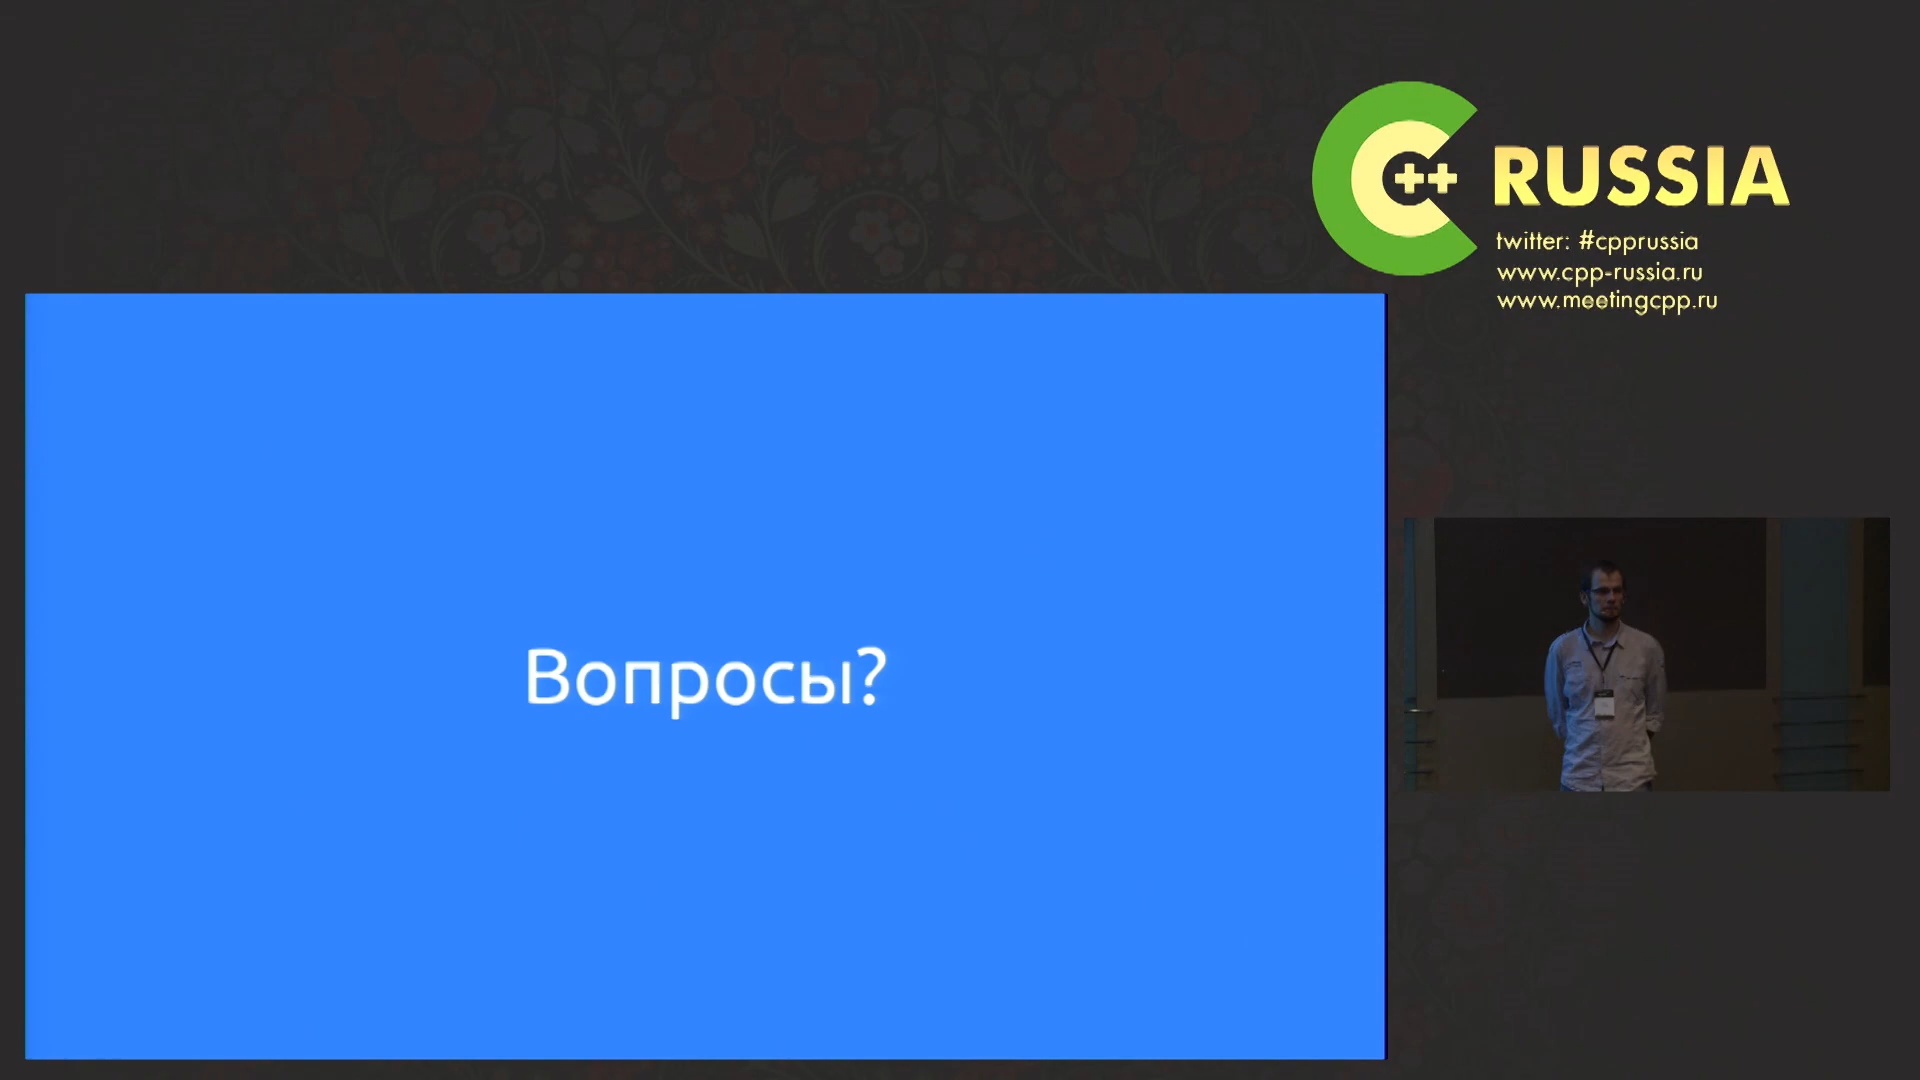 C++ RUSSIA
twitter: #cpprussia
www.cpp-russia.ru
www.meetingcpp.ru
Вопросы?